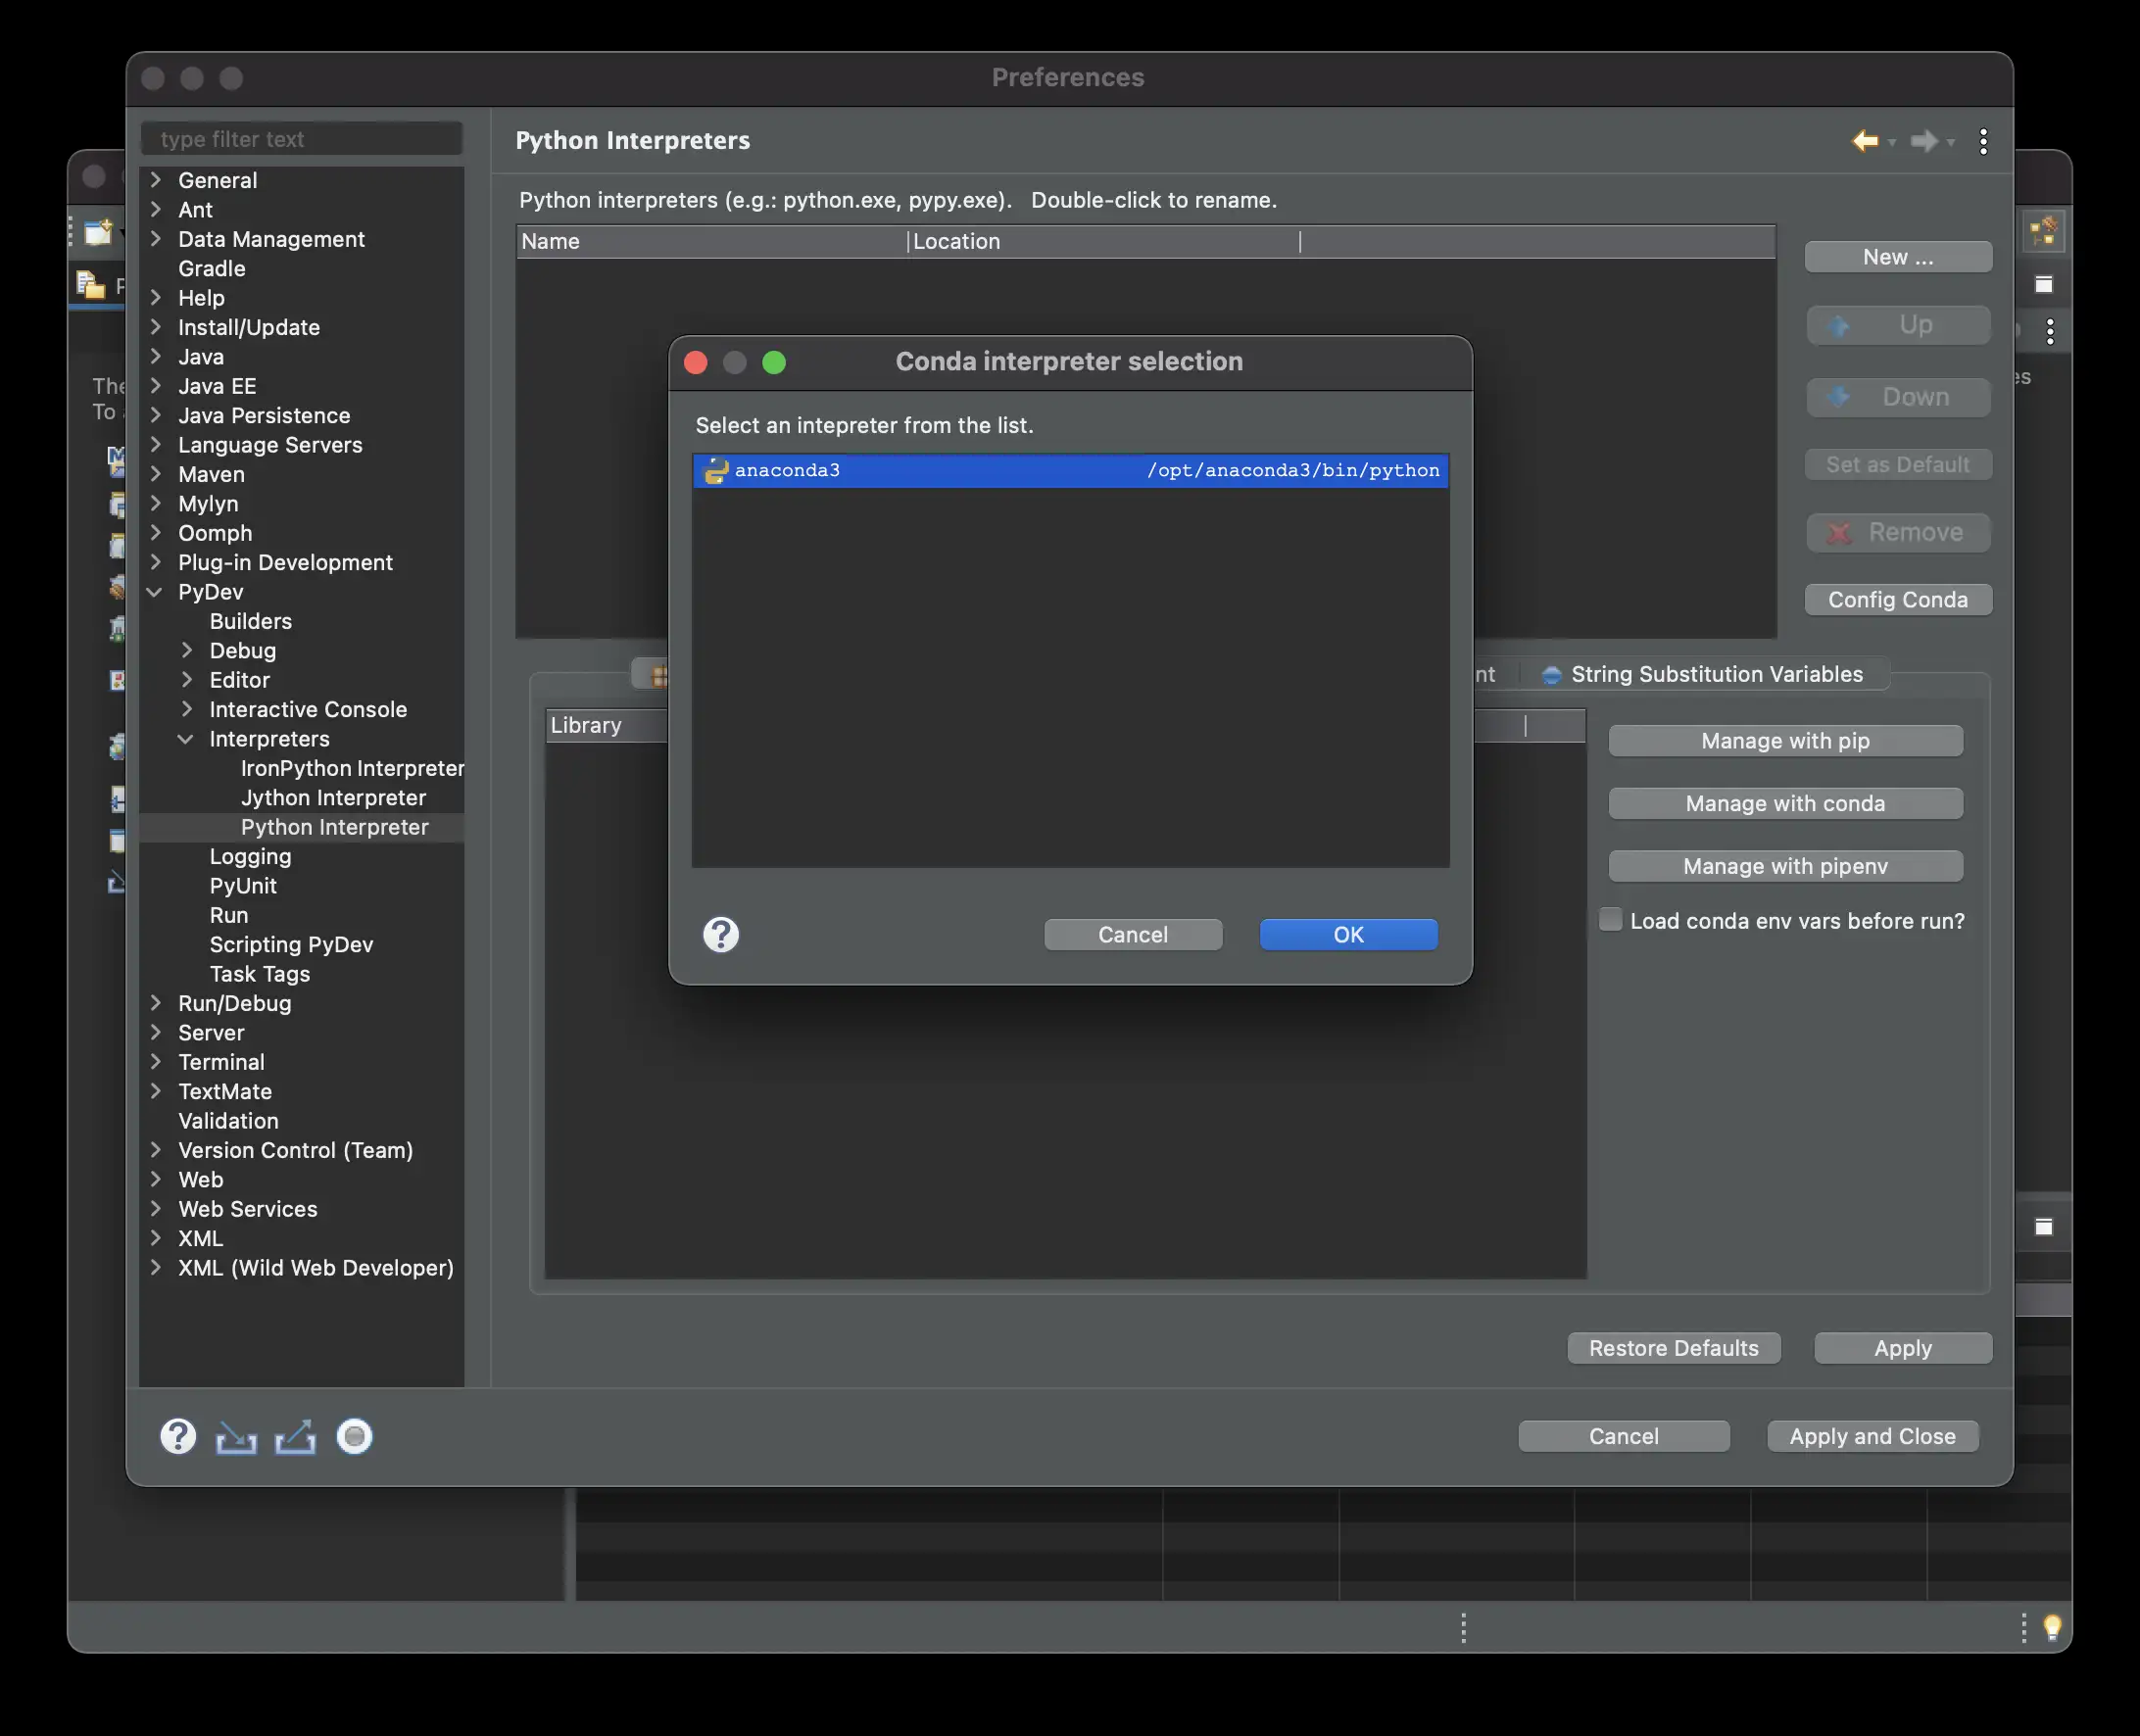 Preferences
type filter text
General
Ant
Data Management
Gradle
Help
Install/Update
Java
Java EE
Java Persistence
Language Servers
Maven
Mylyn
Oomph
Plug-in Development
PyDev
Builders
Debug
Editor
Interactive Console
Interpreters
IronPython Interpreter
Jython Interpreter
Python Interpreter
Logging
PyUnit
Run
Scripting PyDev
Task Tags
Run/Debug
Server
Terminal
TextMate
Validation
Version Control (Team)
Web
Web Services
XML
XML (Wild Web Developer)
Python Interpreters
Python interpreters (e.g.: python.exe, pypy.exe).   Double-click to rename.
Name Location
New ...
Up
Down
Set as Default
Remove
Config Conda
Conda interpreter selection
Select an intepreter from the list.
anaconda3 /opt/anaconda3/bin/python
Cancel OK
String Substitution Variables
Library
Manage with pip
Manage with conda
Manage with pipenv
Load conda env vars before run?
Restore Defaults Apply
Cancel Apply and Close
The
To